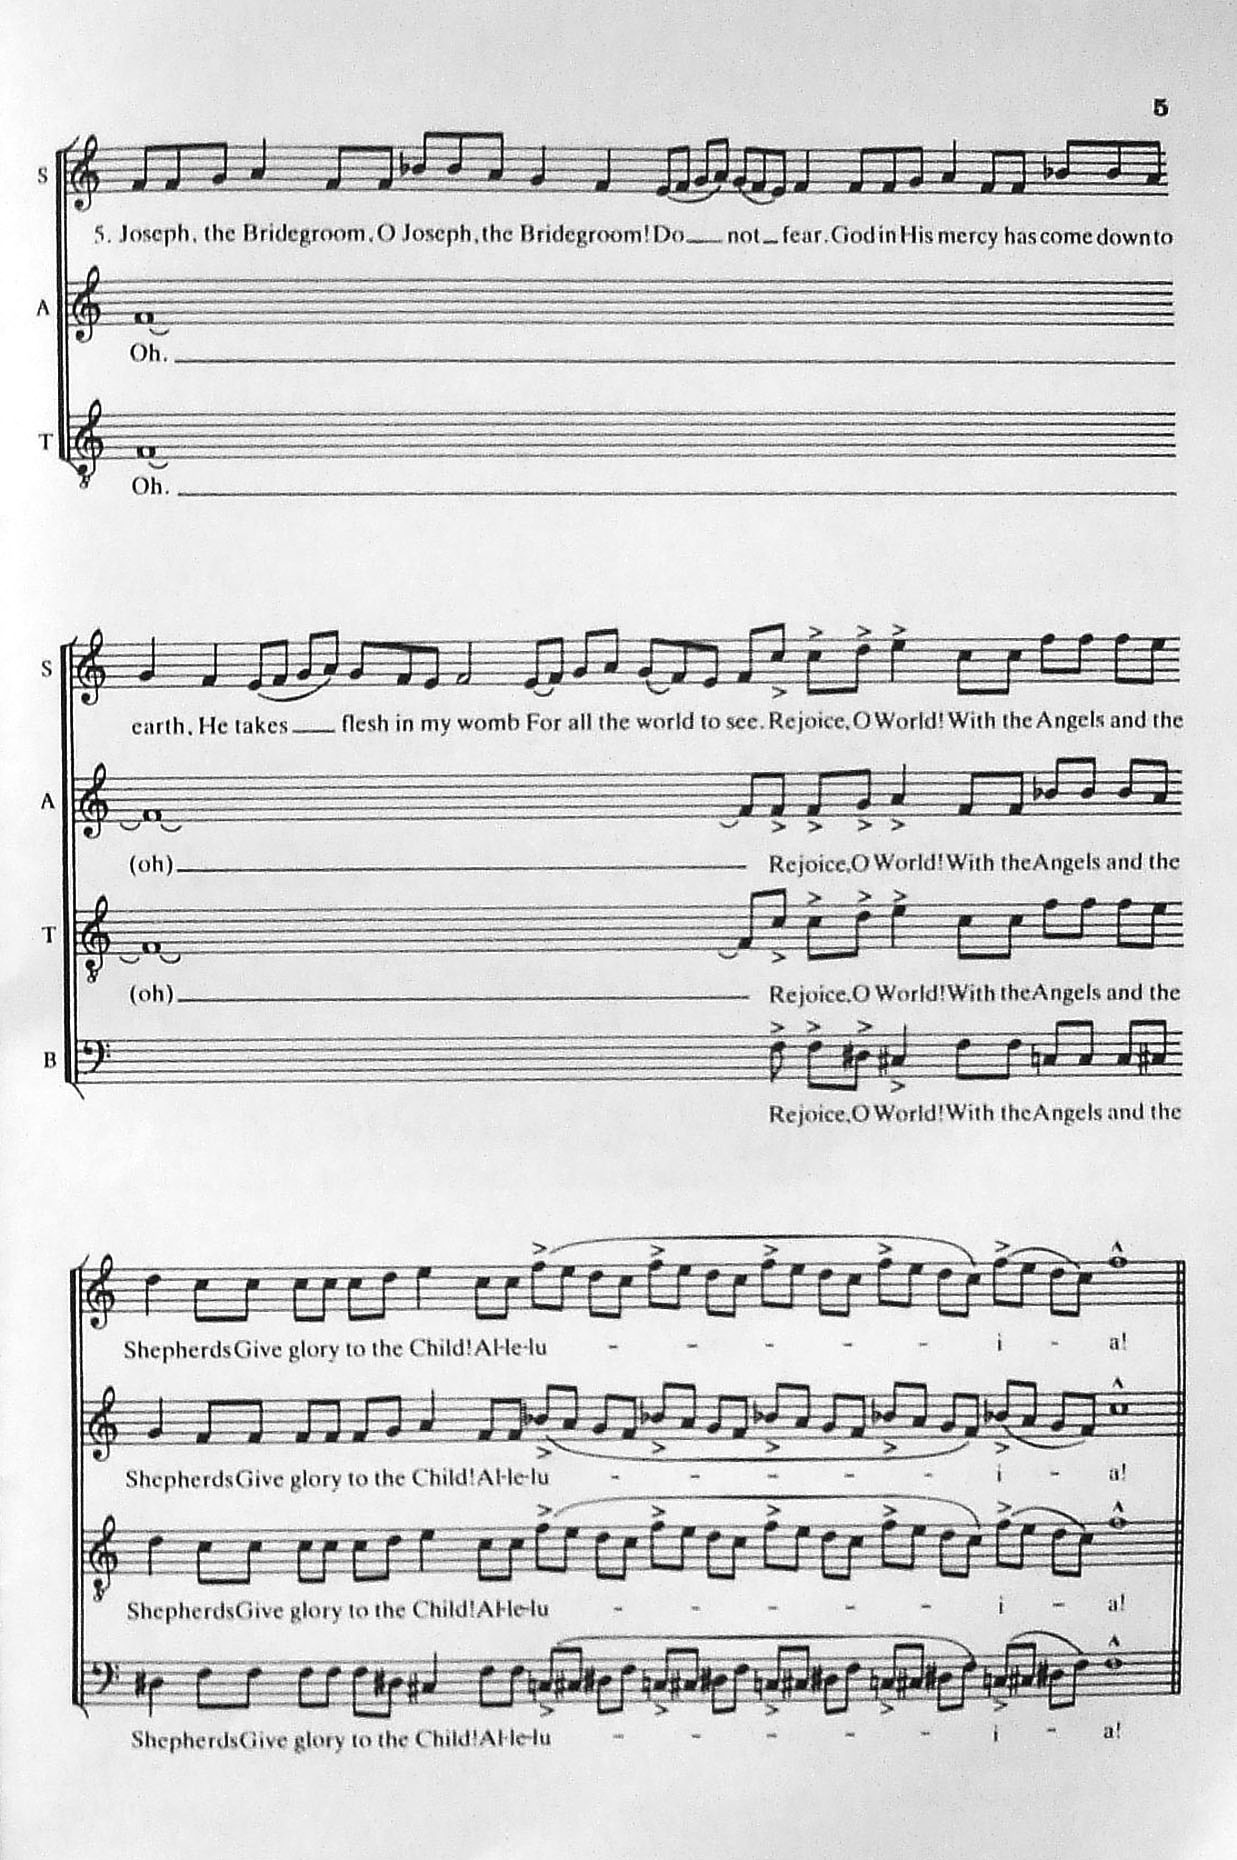 5
S
5. Joseph, the Bridegroom, O Joseph, the Bridegroom! Do not fear. God in His mercy has come down to
A
Oh.
T
8
Oh.
S
earth. He takes flesh in my womb For all the world to see. Rejoice, O World! With the Angels and the
A
(oh) Rejoice, O World! With the Angels and the
T
8
(oh) Rejoice, O World! With the Angels and the
B
Rejoice, O World! With the Angels and the
Shepherds Give glory to the Child! Al-le-lu - - - - - i - a!
Shepherds Give glory to the Child! Al-le-lu - - - - - i - a!
8
Shepherds Give glory to the Child! Al-le-lu - - - - - i - a!
Shepherds Give glory to the Child! Al-le-lu - - - - - i - a!